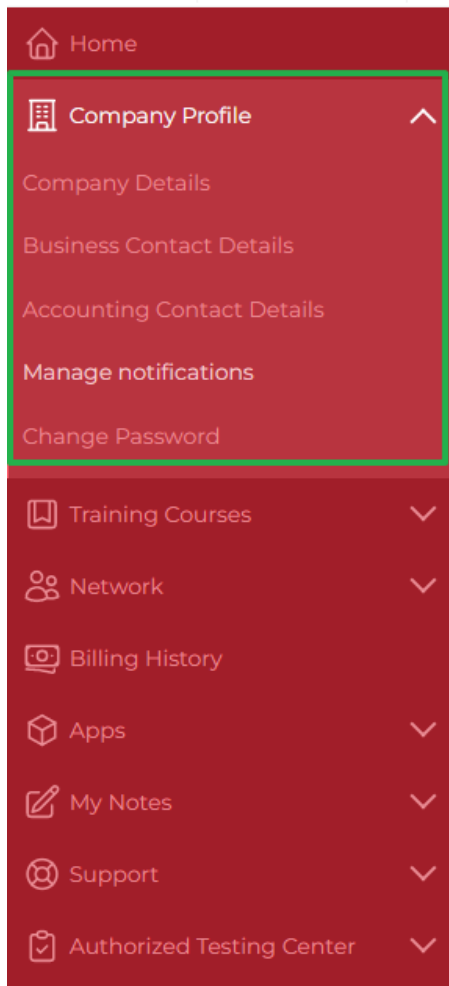 Home
Company Profile
Company Details
Business Contact Details
Accounting Contact Details
Manage notifications
Change Password
Training Courses
Network
Billing History
Apps
My Notes
Support
Authorized Testing Center